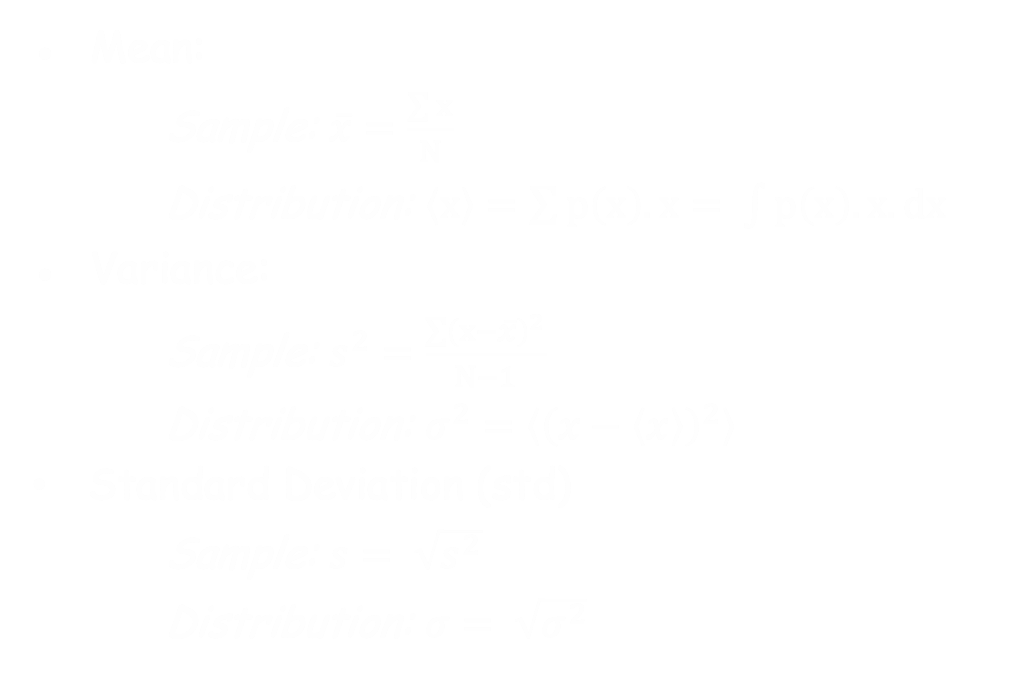 • Mean
Sample: x̄ = Σx / n
Distribution: ⟨x⟩ = Σ p(x) x = ∫ p(x) x dx
• Variance
Sample: s² = Σ(x−x̄)² / N−1
Distribution: σ² = ⟨(x − ⟨x⟩)²⟩
• Standard Deviation (std)
Sample: s = √s²
Distribution: σ = √σ²